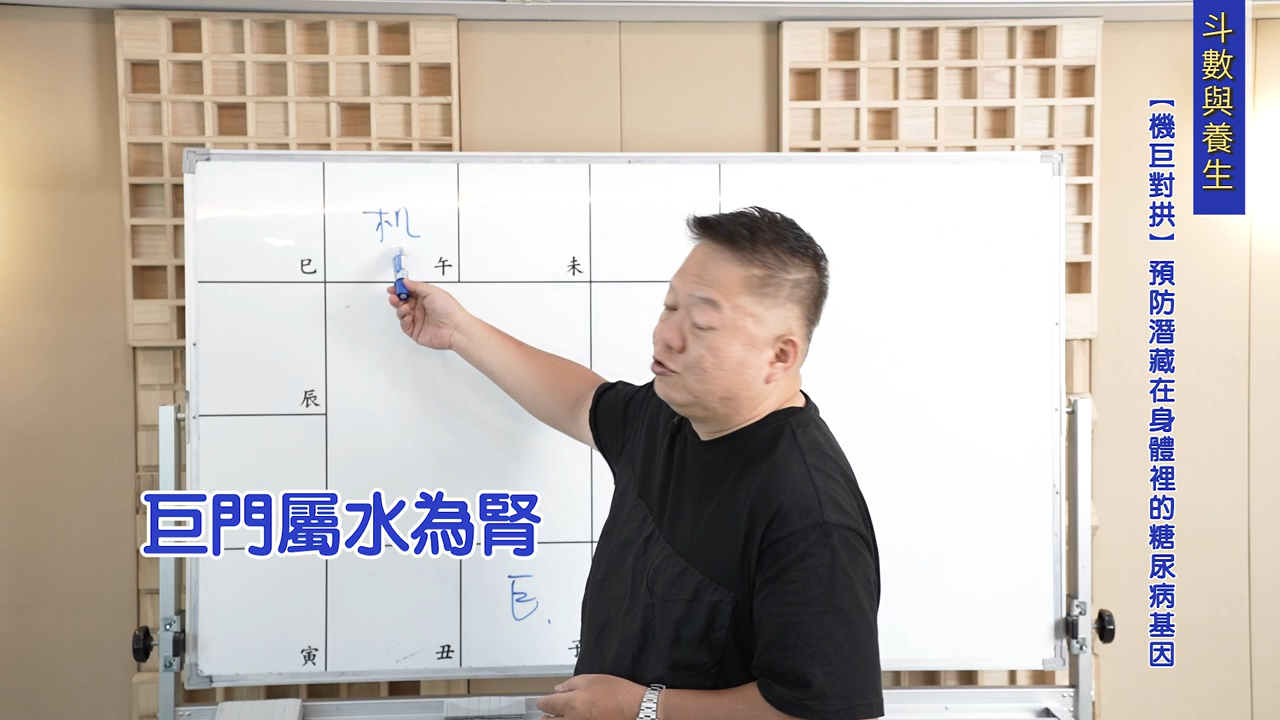 斗數與養生
【機巨對拱】預防潛藏在身體裡的糖尿病基因
机
巳
午
未
辰
巨門屬水為腎
巨.
寅
丑